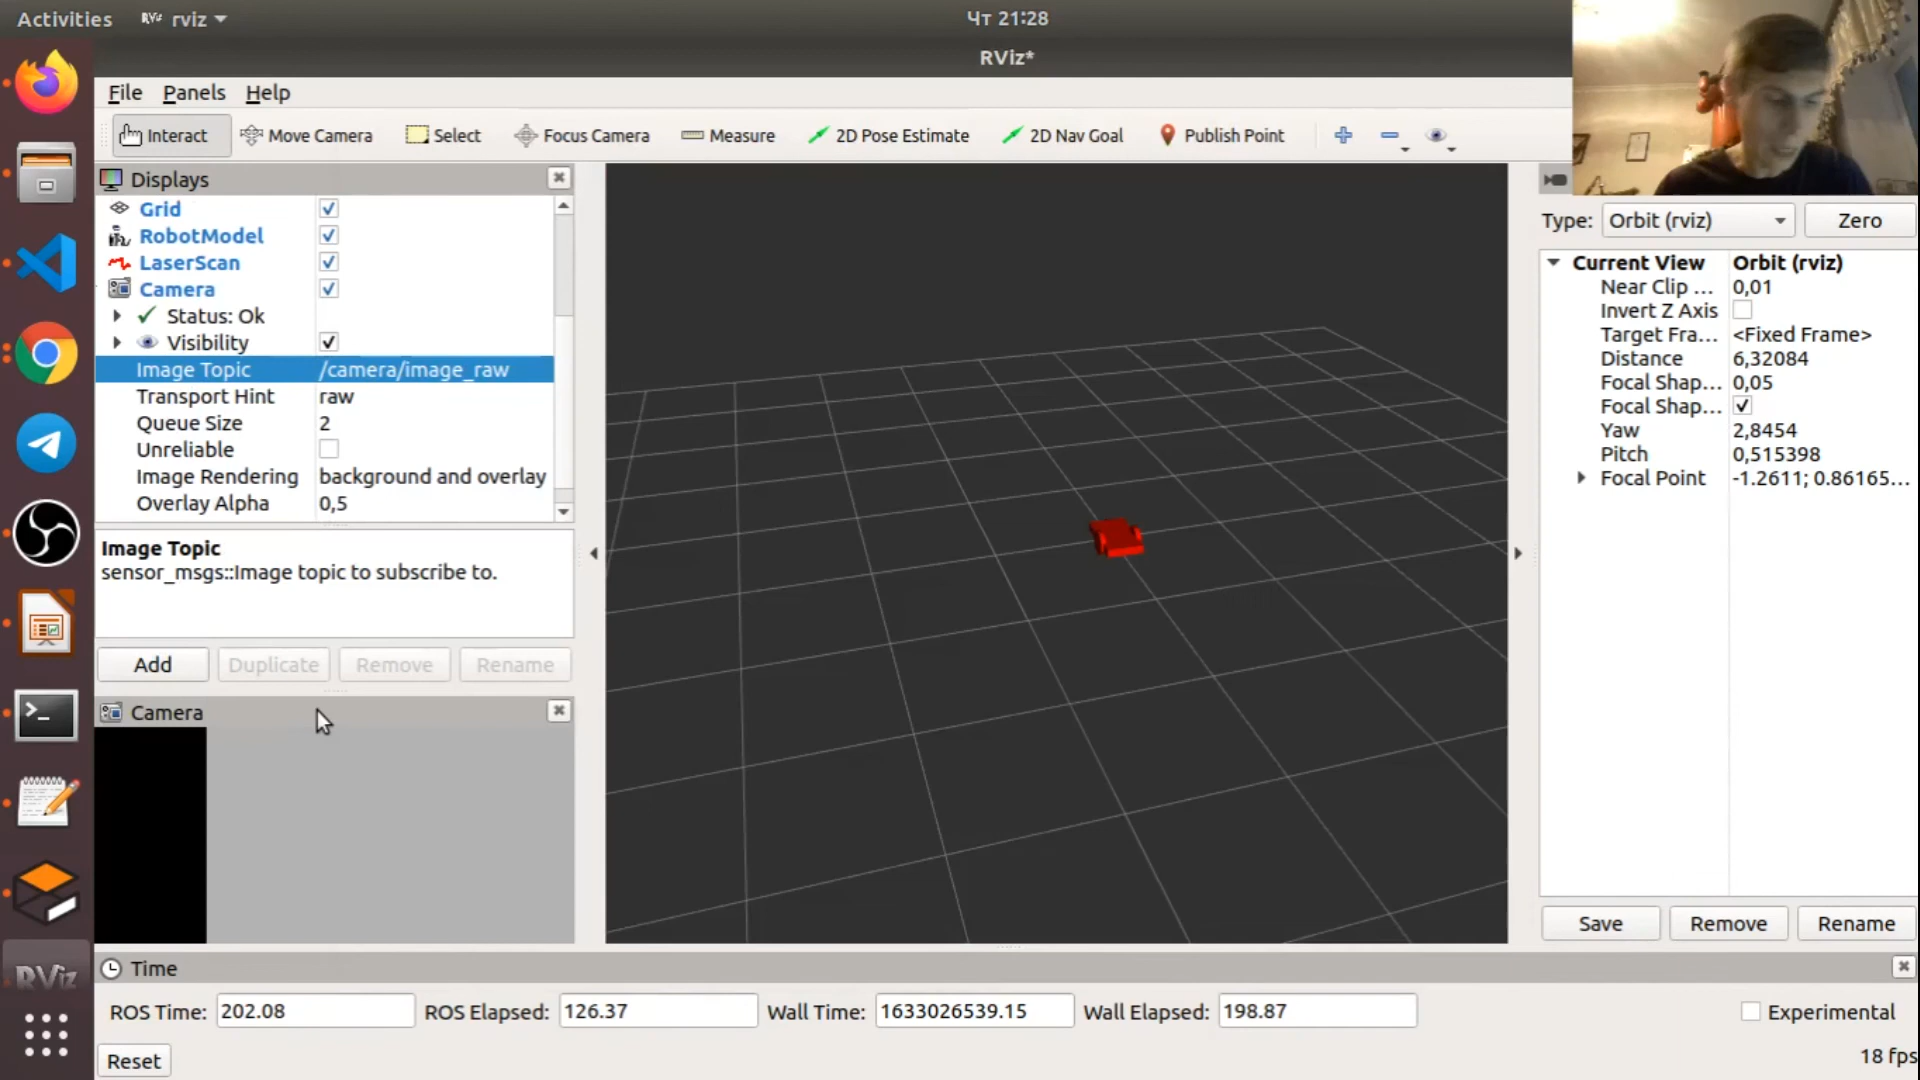 Activities
RViz rviz
Чт 21:28
RViz*
File Panels Help
Interact Move Camera Select Focus Camera Measure 2D Pose Estimate 2D Nav Goal Publish Point
Displays
Grid
RobotModel
LaserScan
Camera
Status: Ok
Visibility
Image Topic /camera/image_raw
Transport Hint raw
Queue Size 2
Unreliable
Image Rendering background and overlay
Overlay Alpha 0,5
Image Topic
sensor_msgs::Image topic to subscribe to.
Add Duplicate Remove Rename
Camera
Type: Orbit (rviz) Zero
Current View Orbit (rviz)
Near Clip ... 0,01
Invert Z Axis
Target Fra... <Fixed Frame>
Distance 6,32084
Focal Shap... 0,05
Focal Shap...
Yaw 2,8454
Pitch 0,515398
Focal Point -1.2611; 0.86165...
Save Remove Rename
Time
ROS Time: 202.08 ROS Elapsed: 126.37 Wall Time: 1633026539.15 Wall Elapsed: 198.87 Experimental
Reset
18 fps
RViz